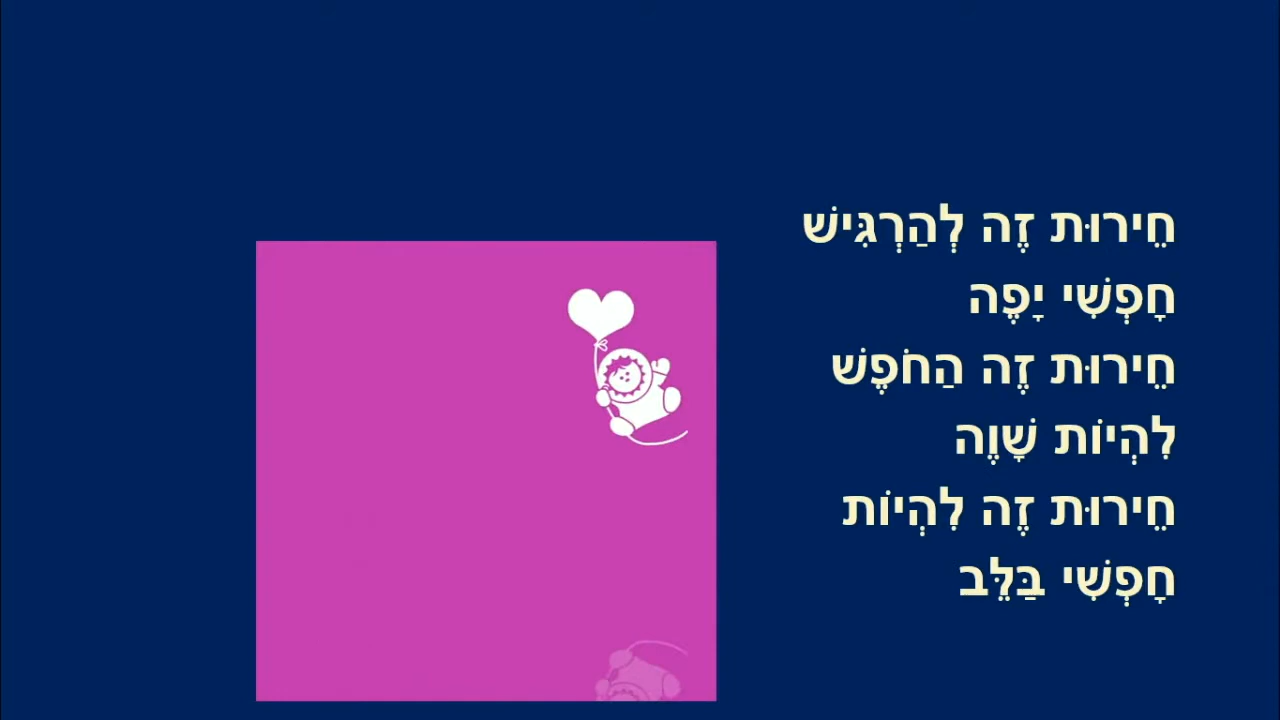 חֵירוּת זֶה לְהַרְגִּישׁ
חָפְשִׁי יָפֶה
חֵירוּת זֶה הַחֹפֶשׁ
לִהְיוֹת שָׁוֶה
חֵירוּת זֶה לִהְיוֹת
חָפְשִׁי בַּלֵּב